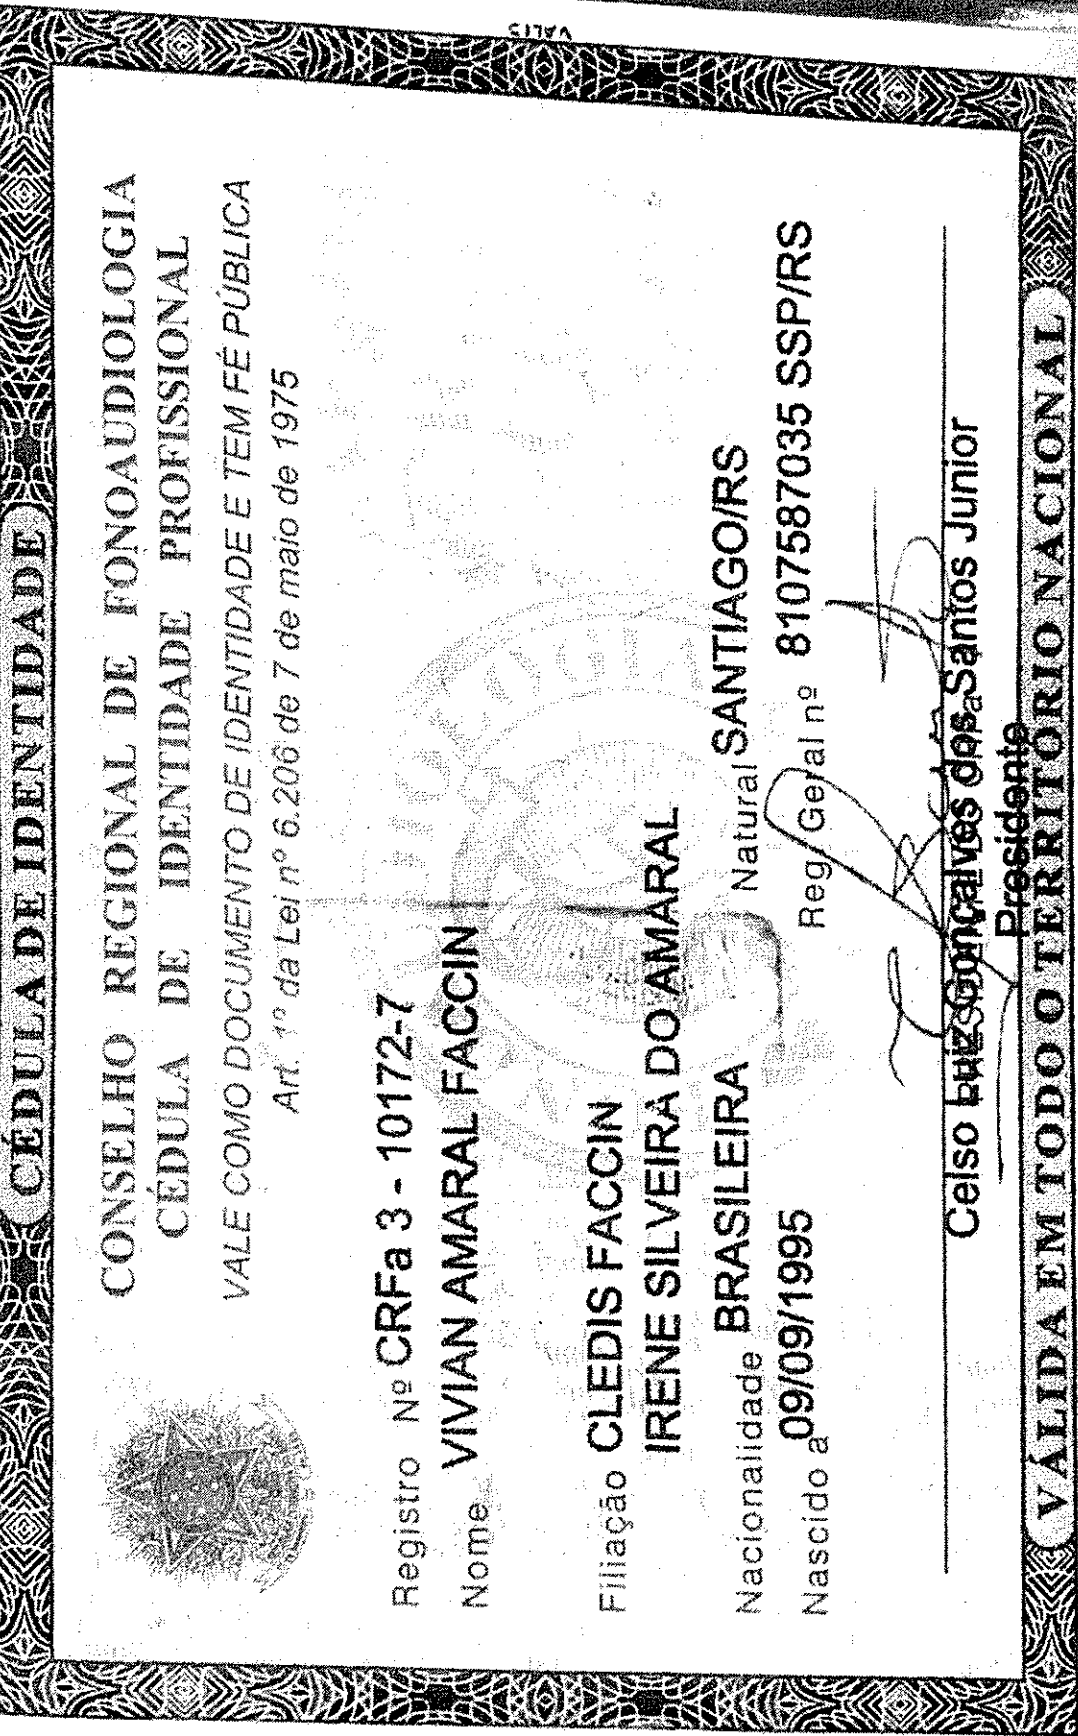 CÉDULA DE IDENTIDADE
CONSELHO REGIONAL DE FONOAUDIOLOGIA
CÉDULA DE IDENTIDADE PROFISSIONAL
VALE COMO DOCUMENTO DE IDENTIDADE E TEM FÉ PÚBLICA
Art. 1º da Lei nº 6.206 de 7 de maio de 1975
Registro Nº CRFa 3 - 10172-7
Nome VIVIAN AMARAL FACCIN
Filiação CLEDIS FACCIN
IRENE SILVEIRA DO AMARAL
Nacionalidade BRASILEIRA Natural SANTIAGO/RS
Nascido a 09/09/1995 Reg. Geral nº 8107587035 SSP/RS
Celso Luiz Gonçalves dos Santos Junior
Presidente
VÁLIDA EM TODO O TERRITÓRIO NACIONAL